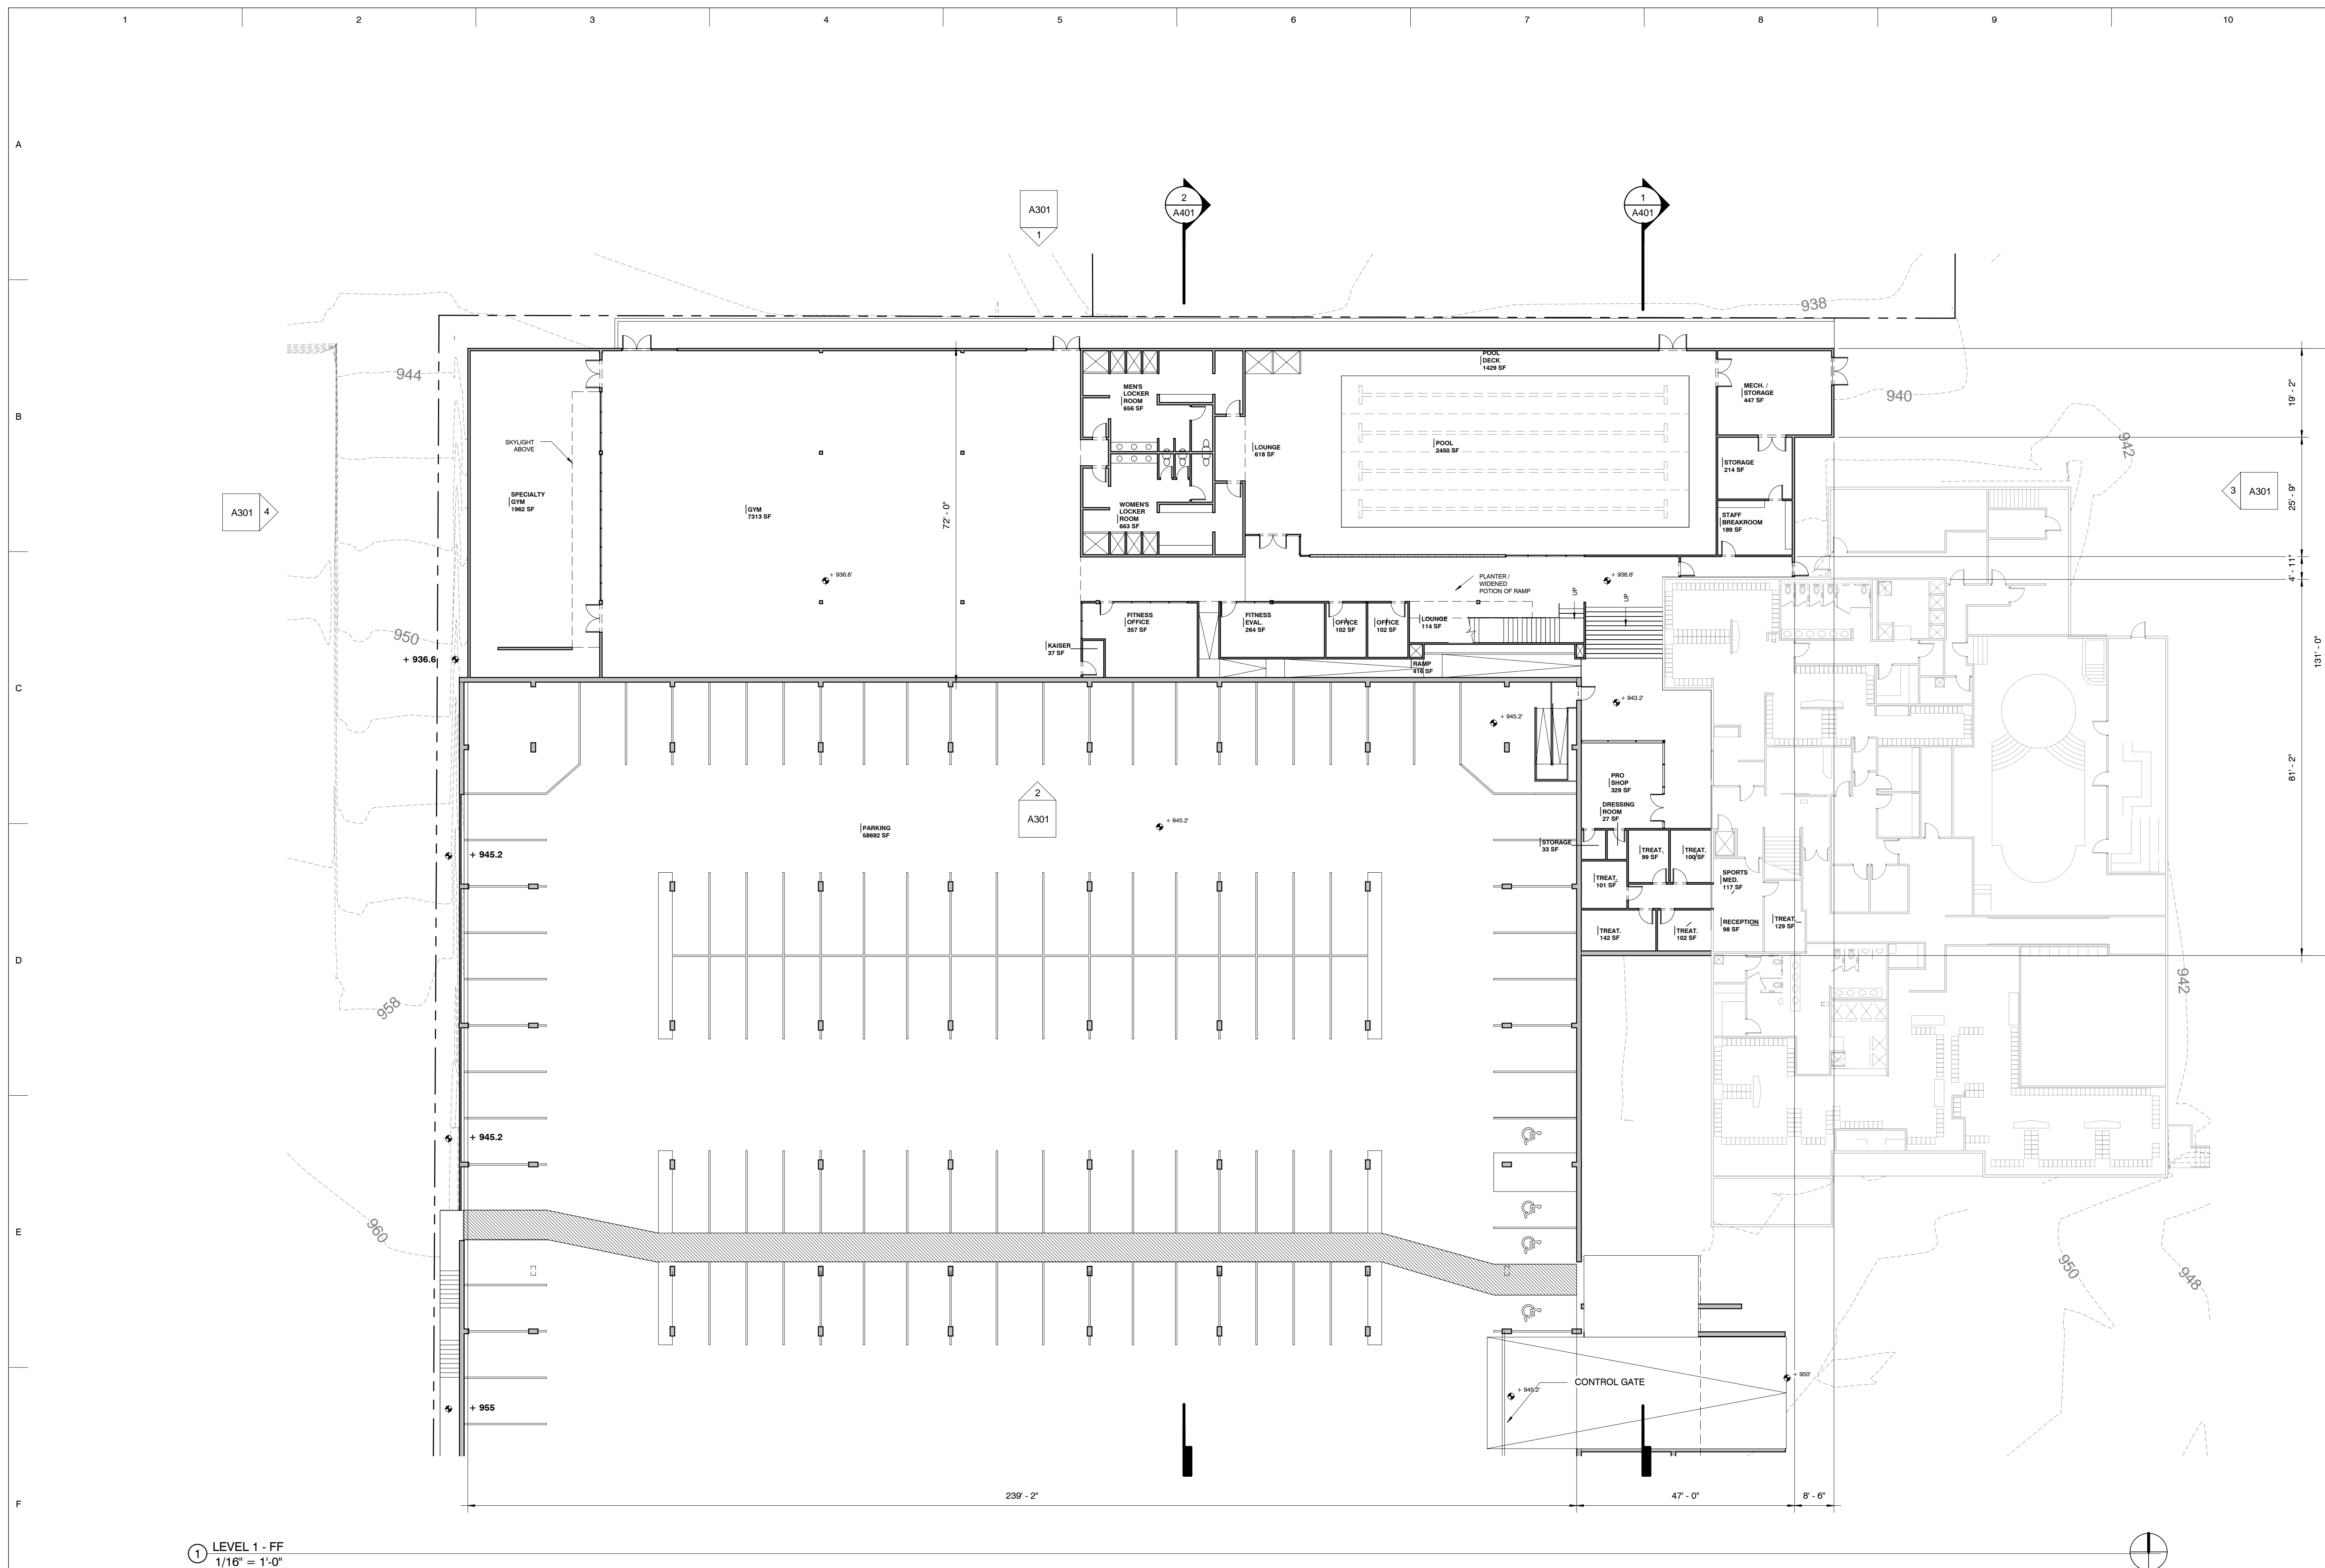 1 2 3 4 5 6 7 8 9 10
A
2
A401
1
A401
A301
1
938
944
940
B
19' - 2"
POOL
DECK
1429 SF
MEN'S
LOCKER
ROOM
656 SF
MECH. /
STORAGE
447 SF
SKYLIGHT
ABOVE
LOUNGE
618 SF
POOL
2450 SF
942
STORAGE
214 SF
SPECIALTY
GYM
1962 SF
GYM
7313 SF
72' - 0"
WOMEN'S
LOCKER
ROOM
663 SF
STAFF
BREAKROOM
189 SF
A301 4
3 A301
25' - 9"
4' - 11"
+ 936.6'
PLANTER /
WIDENED
POTION OF RAMP
+ 936.6'
UP
UP
950
FITNESS
OFFICE
357 SF
FITNESS
EVAL.
264 SF
OFFICE
102 SF
OFFICE
102 SF
LOUNGE
114 SF
KAISER
37 SF
+ 936.6
RAMP
416 SF
131' - 0"
C
+ 943.2'
+ 945.2'
81' - 2"
PRO
SHOP
329 SF
DRESSING
ROOM
27 SF
2
A301
PARKING
58692 SF
+ 945.2'
STORAGE
33 SF
TREAT.
99 SF
TREAT.
100 SF
+ 945.2
TREAT.
101 SF
SPORTS
MED.
117 SF
TREAT.
142 SF
TREAT.
102 SF
RECEPTION
98 SF
TREAT.
129 SF
D
942
958
+ 945.2
E
960
950
948
CONTROL GATE
+ 945.2'
+ 950'
+ 955
F
239' - 2"
47' - 0"
8' - 6"
1
LEVEL 1 - FF
1/16" = 1'-0"